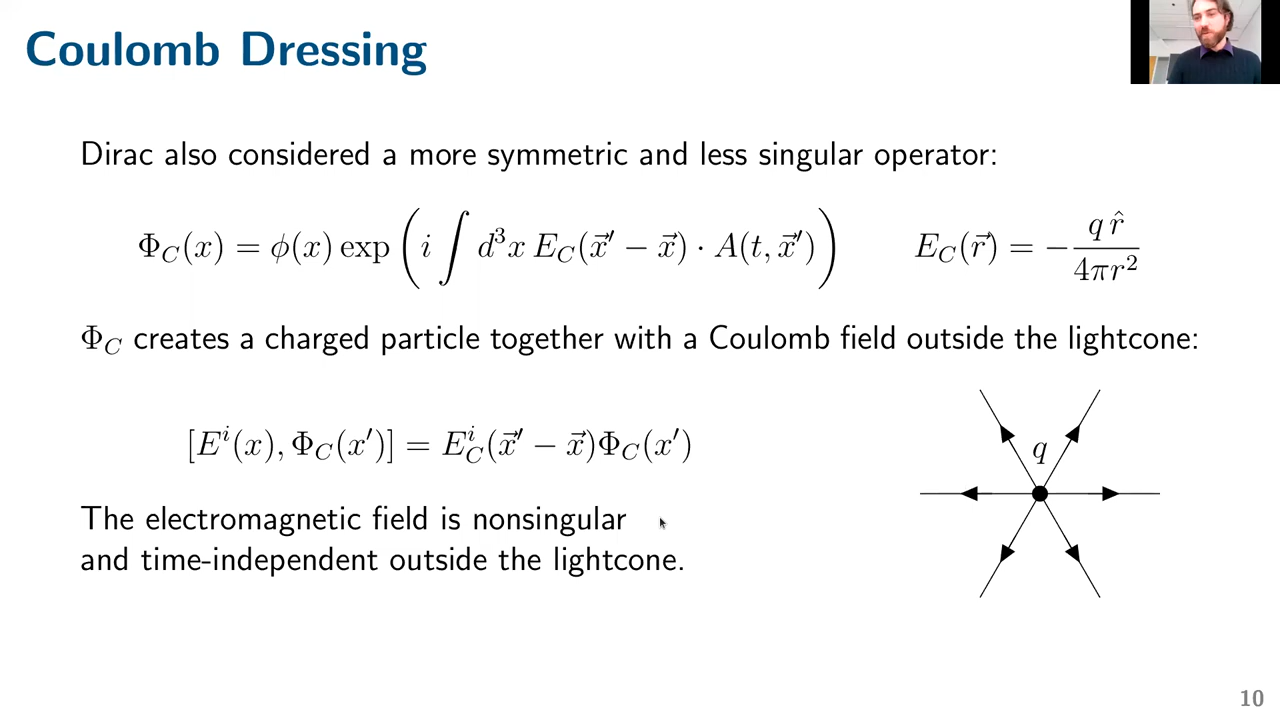 Coulomb Dressing
Dirac also considered a more symmetric and less singular operator:
Φ_C(x) = ϕ(x) exp(i ∫ d³x E_C(x⃗′ − x⃗) · A(t, x⃗′))    E_C(r⃗) = −(q r̂)/(4πr²)
Φ_C creates a charged particle together with a Coulomb field outside the lightcone:
q
[Eⁱ(x), Φ_C(x′)] = Eⁱ_C(x⃗′ − x⃗)Φ_C(x′)
The electromagnetic field is nonsingular
and time-independent outside the lightcone.
10